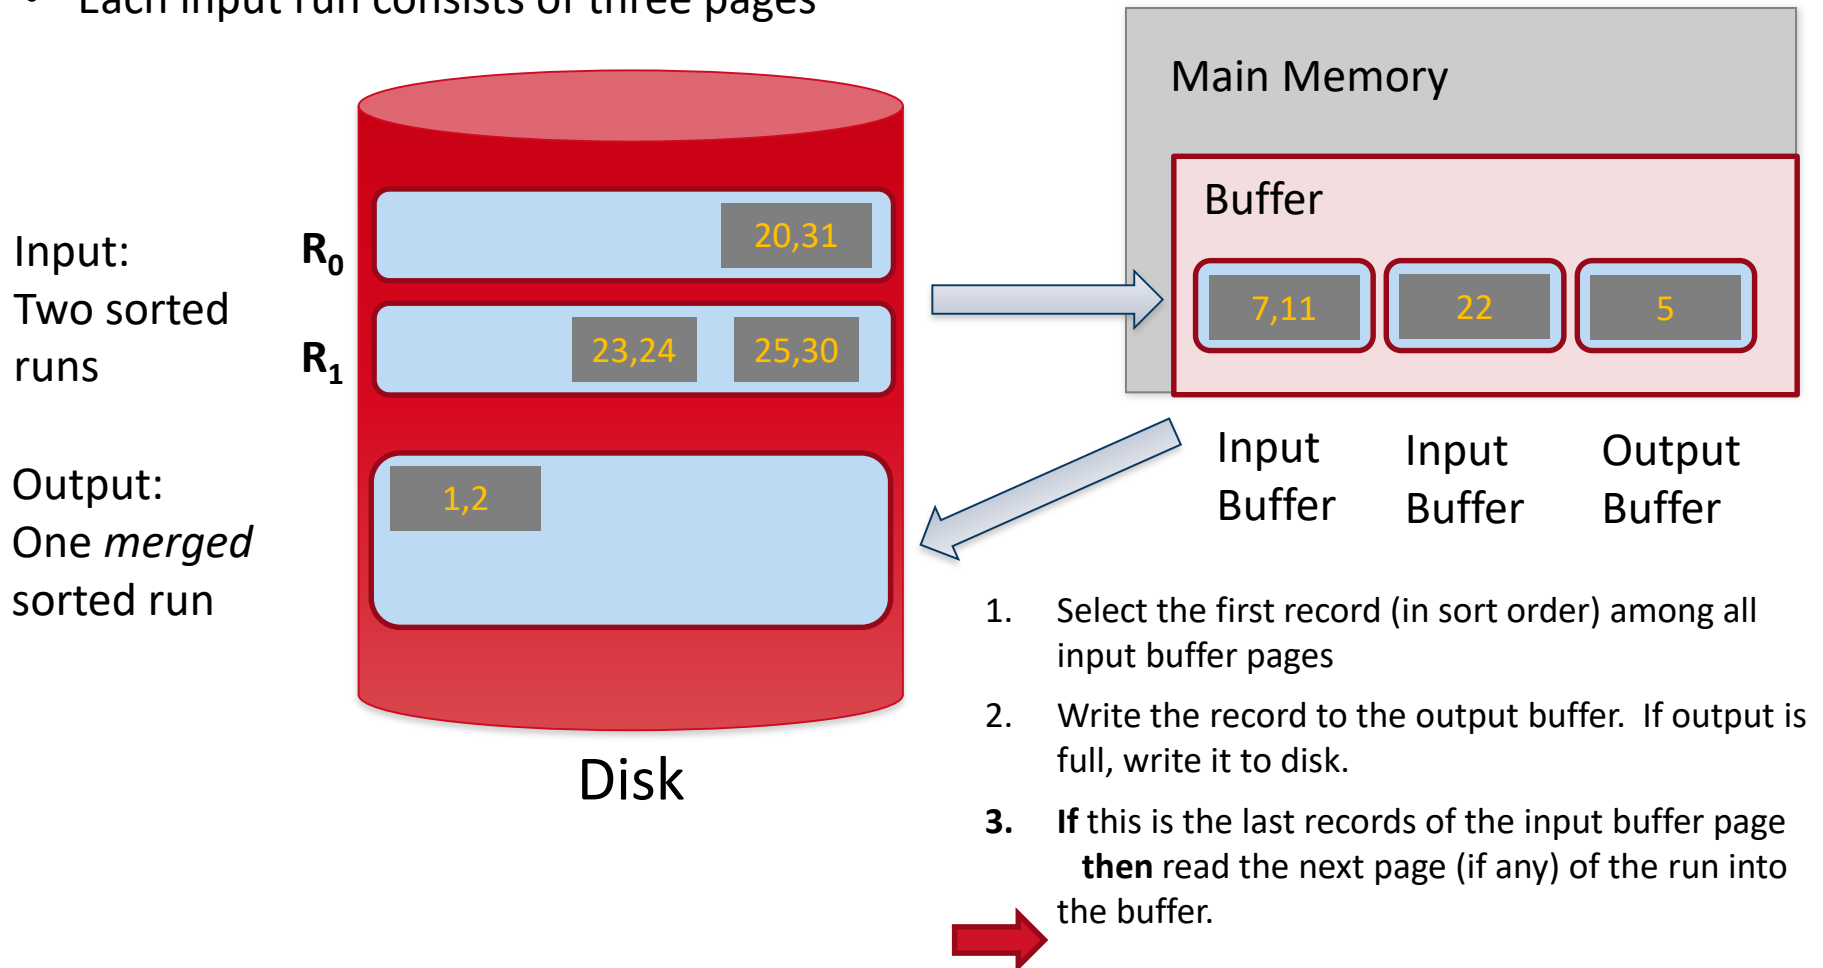 • Each input run consists of three pages
Main Memory
Buffer
Input:
Two sorted
runs
R0
20,31
R1
23,24
25,30
7,11
22
5
Input
Buffer
Input
Buffer
Output
Buffer
Output:
One merged
sorted run
1,2
Disk
1. Select the first record (in sort order) among all
input buffer pages
2. Write the record to the output buffer. If output is
full, write it to disk.
3. If this is the last records of the input buffer page
then read the next page (if any) of the run into
the buffer.